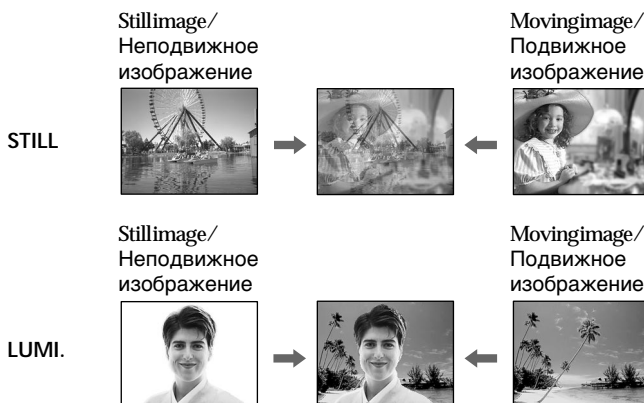 Stillimage/
Неподвижное
изображение
Movingimage/
Подвижное
изображение
STILL
Stillimage/
Неподвижное
изображение
Movingimage/
Подвижное
изображение
LUMI.